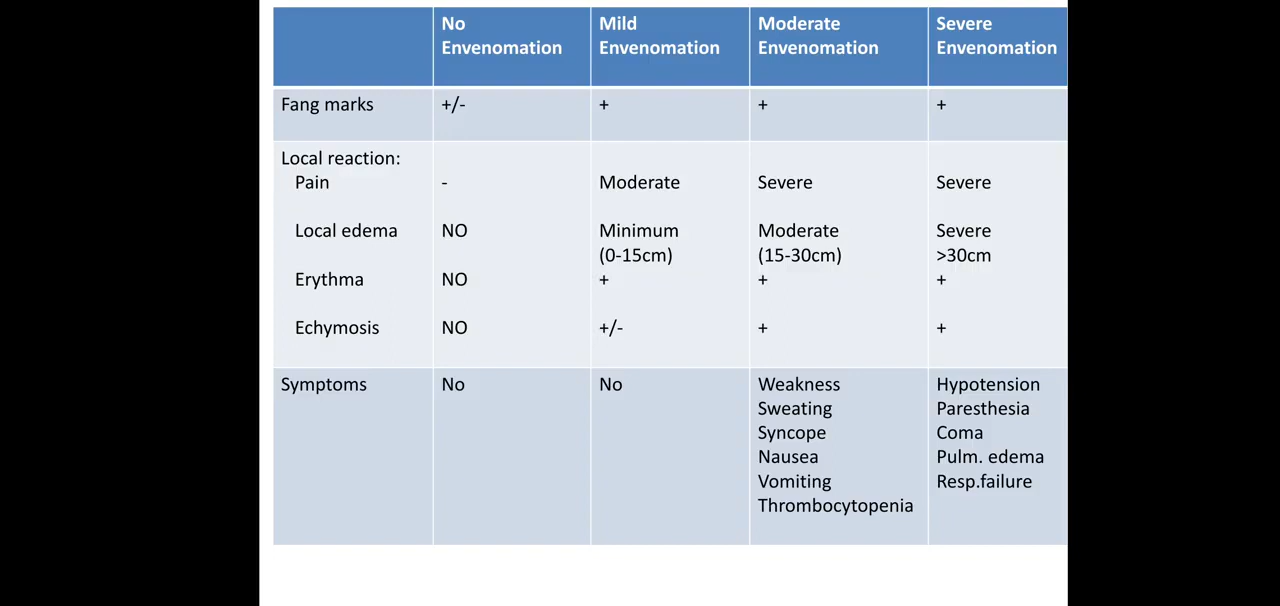 No Envenomation Mild Envenomation Moderate Envenomation Severe Envenomation
Fang marks +/- + + +
Local reaction:
Pain - Moderate Severe Severe
Local edema NO Minimum (0-15cm) Moderate (15-30cm) Severe >30cm
Erythma NO + + +
Echymosis NO +/- + +
Symptoms No No Weakness Hypotension
Sweating Paresthesia
Syncope Coma
Nausea Pulm. edema
Vomiting Resp.failure
Thrombocytopenia